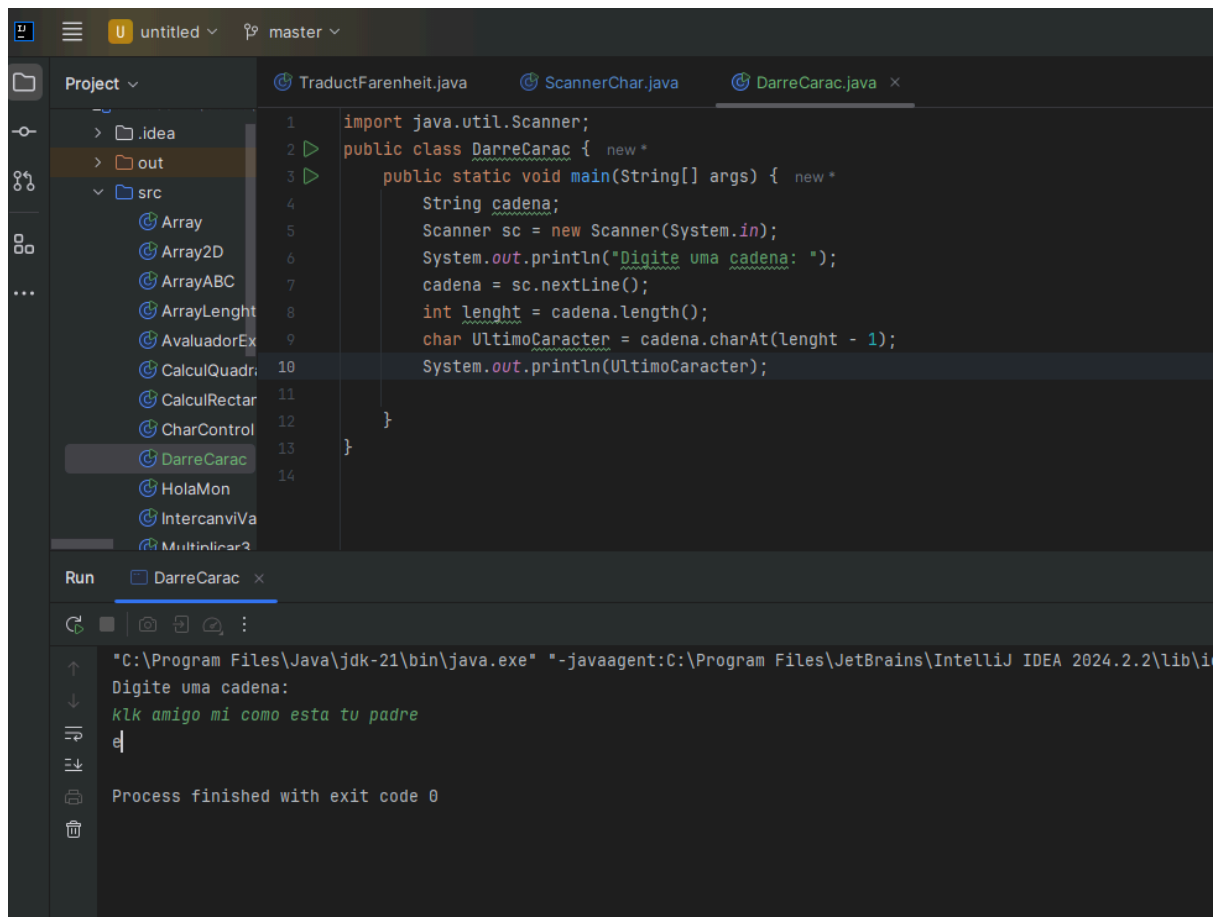 untitled master
Project
TraductFarenheit.java ScannerChar.java DarreCarac.java
.idea
out
src
Array
Array2D
ArrayABC
ArrayLenght
AvaluadorEx
CalculQuadr
CalculRectan
CharControl
DarreCarac
HolaMon
IntercanviVa
Multiplicar3
1 import java.util.Scanner;
2 public class DarreCarac { new *
3 public static void main(String[] args) { new *
4 String cadena;
5 Scanner sc = new Scanner(System.in);
6 System.out.println("Digite uma cadena: ");
7 cadena = sc.nextLine();
8 int lenght = cadena.length();
9 char UltimoCaracter = cadena.charAt(lenght - 1);
10 System.out.println(UltimoCaracter);
11
12 }
13 }
14
Run DarreCarac
"C:\Program Files\Java\jdk-21\bin\java.exe" "-javaagent:C:\Program Files\JetBrains\IntelliJ IDEA 2024.2.2\lib\i
Digite uma cadena:
klk amigo mi como esta tu padre
e
Process finished with exit code 0